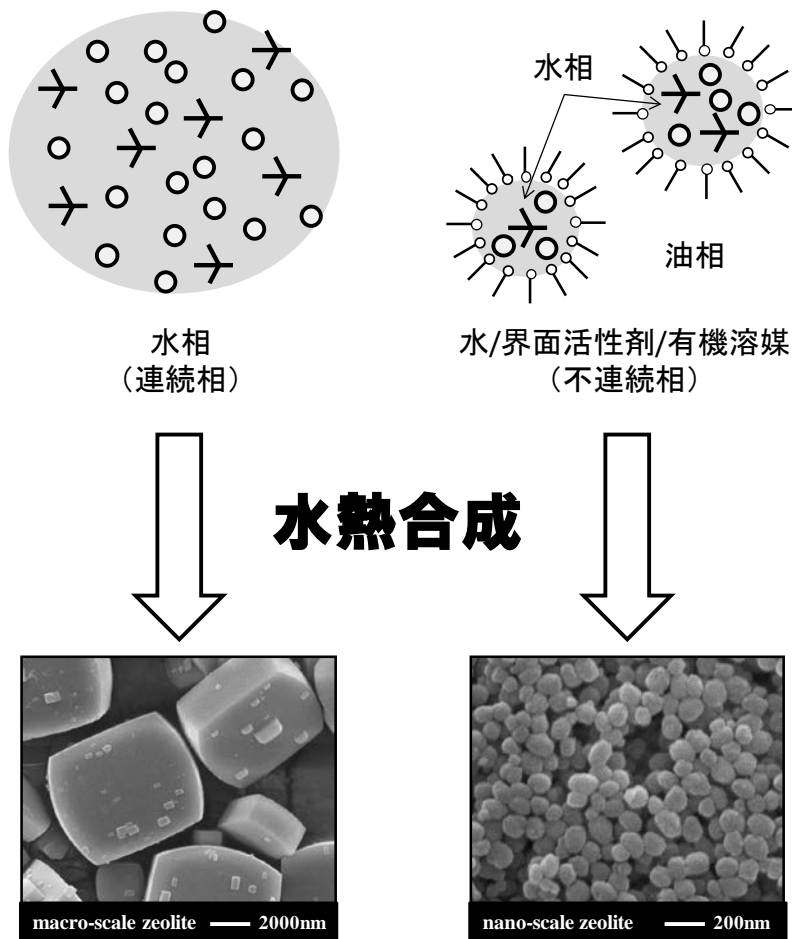 水相
油相
水相
（連続相）
水/界面活性剤/有機溶媒
（不連続相）
水熱合成
macro-scale zeolite 2000nm
nano-scale zeolite 200nm